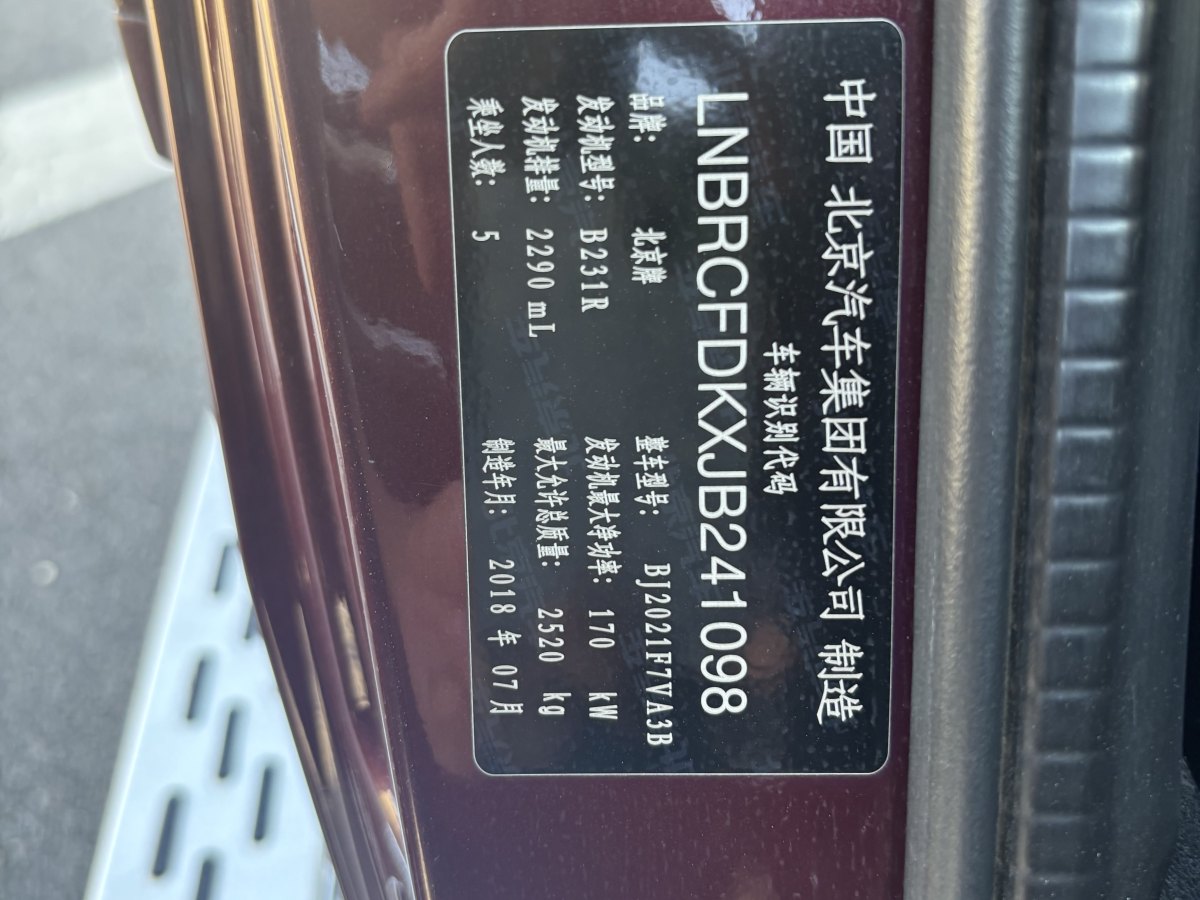 中国 北京汽车集团有限公司 制造
车辆识别代码
LNBRCFDKXJB241098
品牌： 北京牌 整车型号： BJ2021F7VA3B
发动机型号： B231R 发动机最大净功率： 170 kW
发动机排量： 2290 mL 最大允许总质量： 2520 kg
乘坐人数： 5 制造年月： 2018 年 07月